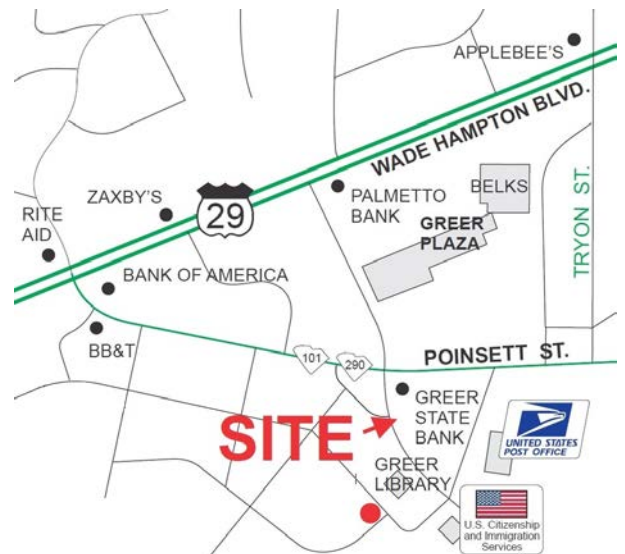 APPLEBEE'S
WADE HAMPTON BLVD.
ZAXBY'S
29
PALMETTO
BANK
BELKS
GREER
PLAZA
TRYON ST.
RITE
AID
BANK OF AMERICA
BB&T
101
290
POINSETT ST.
GREER
STATE
BANK
SITE
UNITED STATES
POST OFFICE
GREER
LIBRARY
U.S. Citizenship
and Immigration
Services